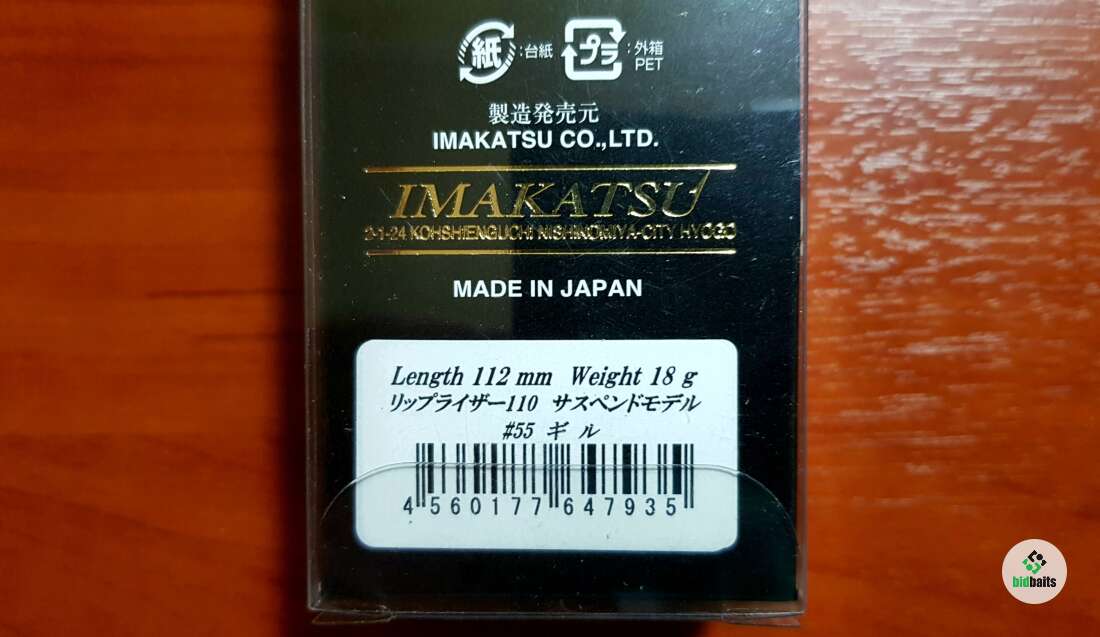 紙 :台紙 プラ :外箱
PET
製造発売元
IMAKATSU CO.,LTD.
IMAKATSU
2-1-24 KOHSHIENGUCHI NISHINOMIYA-CITY HYOGO
MADE IN JAPAN
Length 112 mm Weight 18 g
リップライザー110 サスペンドモデル
#55 ギル
4 560177 647935
bidbaits